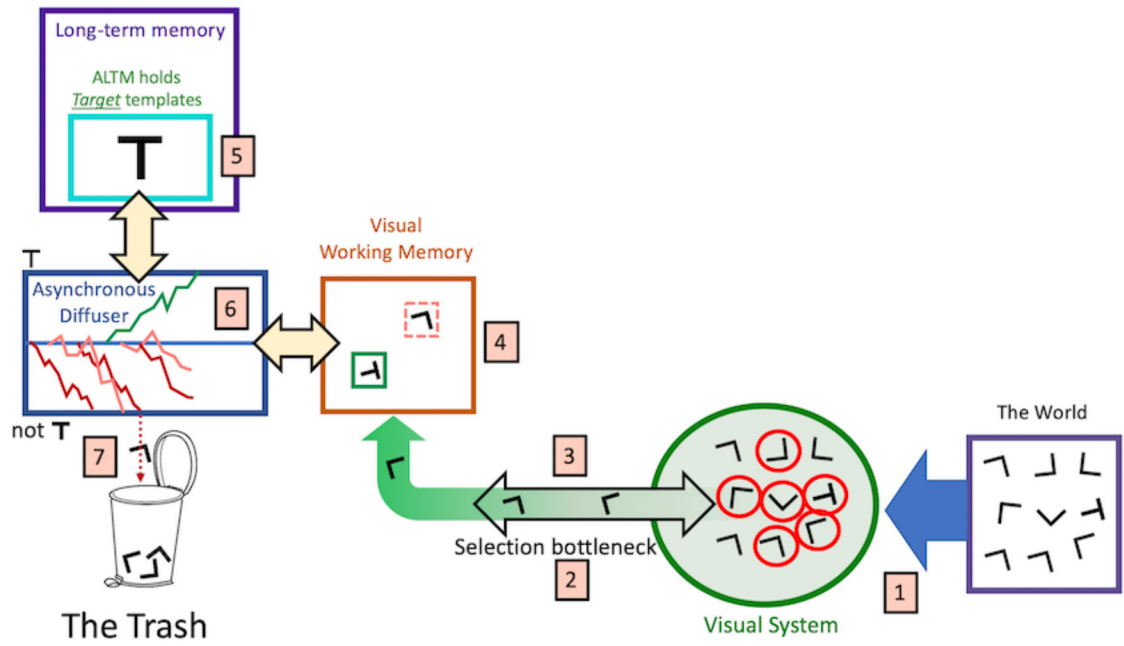 Long-term memory
ALTM holds
Target templates
T
5
T
Asynchronous
Diffuser
6
not T
7
The Trash
Visual
Working Memory
4
T
3
Selection bottleneck
2
T
Visual System
1
The World
T